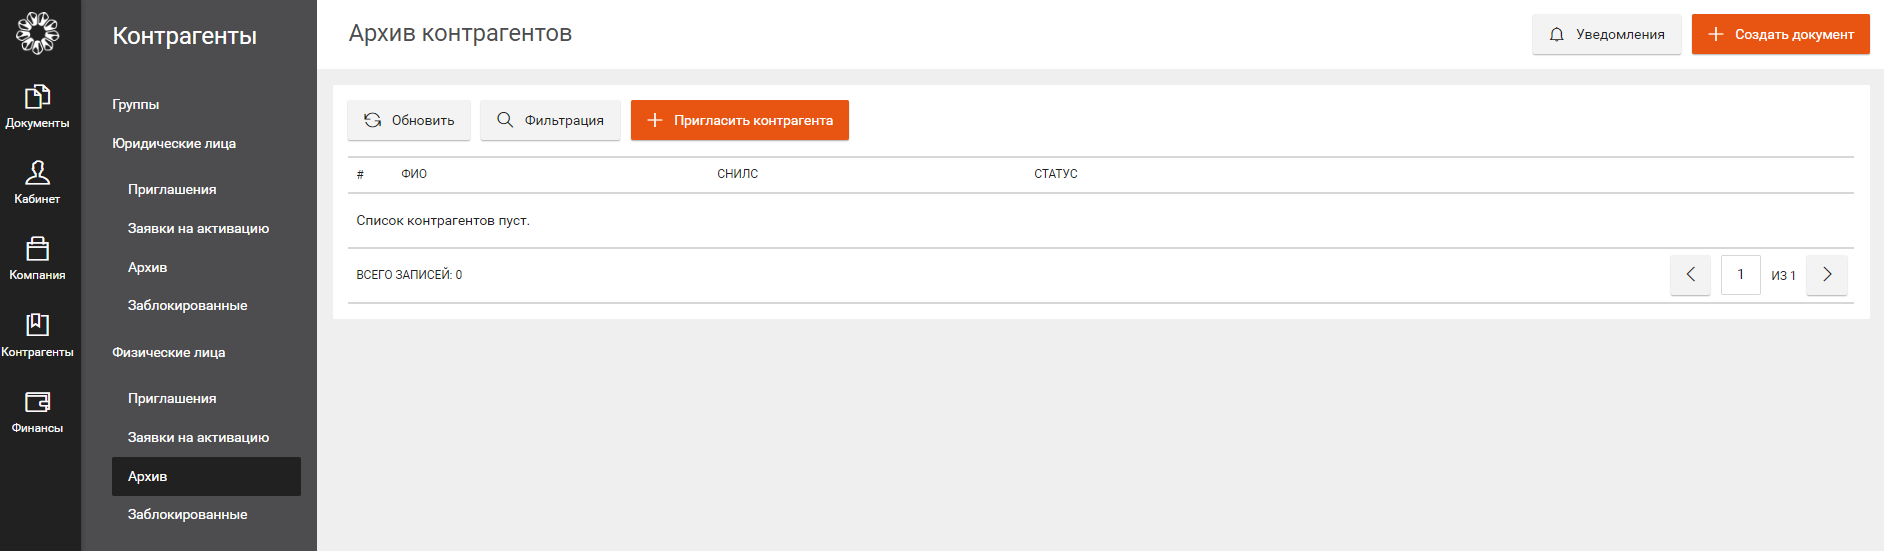 Документы
Кабинет
Компания
Контрагенты
Финансы
Контрагенты
Группы
Юридические лица
Приглашения
Заявки на активацию
Архив
Заблокированные
Физические лица
Приглашения
Заявки на активацию
Архив
Заблокированные
Архив контрагентов
Уведомления
Создать документ
Обновить
Фильтрация
Пригласить контрагента
# ФИО СНИЛС СТАТУС
Список контрагентов пуст.
ВСЕГО ЗАПИСЕЙ: 0
1 ИЗ 1